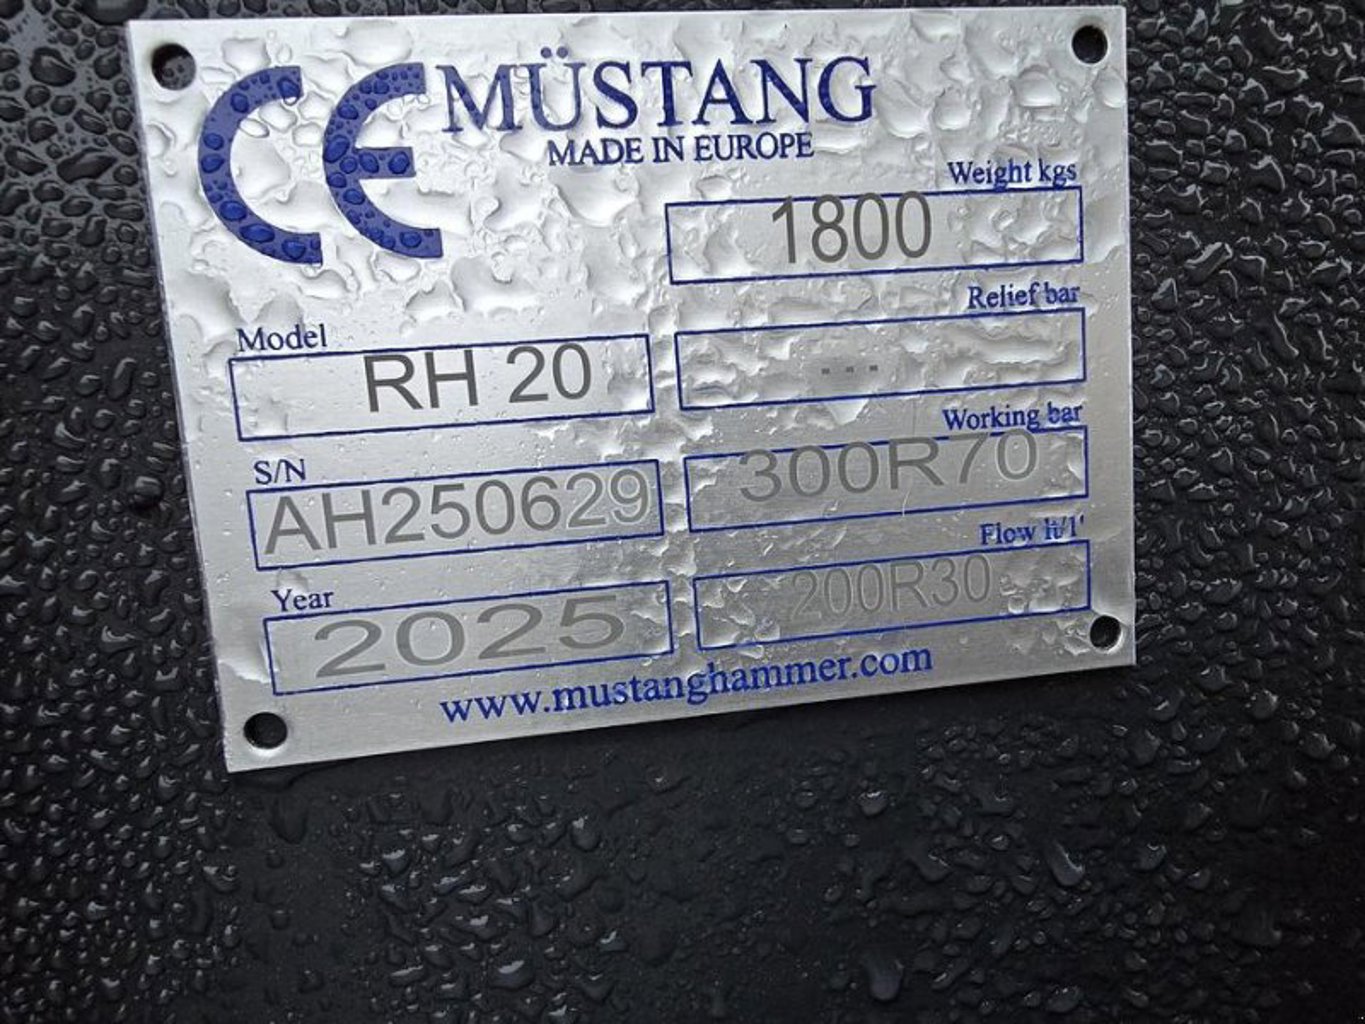 CE MÜSTANG
MADE IN EUROPE
Weight kgs
1800
Relief bar
Model
RH 20
---
Working bar
S/N
AH250629
300R70
Flow lt/1'
Year
2025
200R30
www.mustanghammer.com